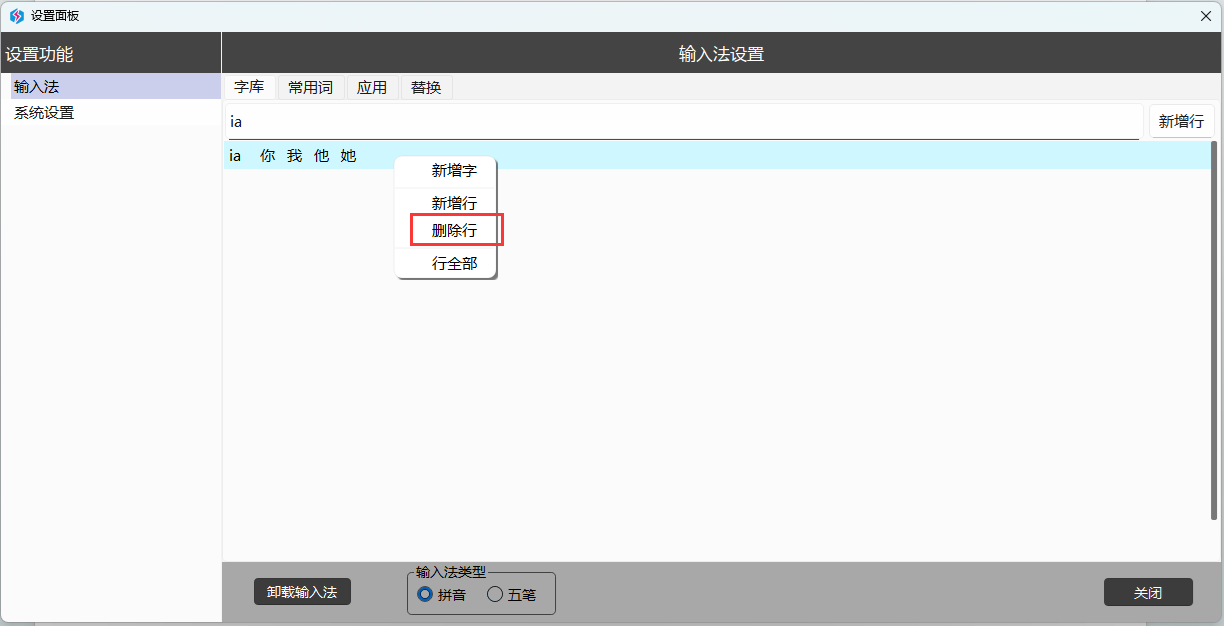 设置面板
设置功能
输入法设置
输入法
系统设置
字库 常用词 应用 替换
ia
新增行
ia 你 我 他 她
新增字
新增行
删除行
行全部
卸载输入法
输入法类型
拼音 五笔
关闭